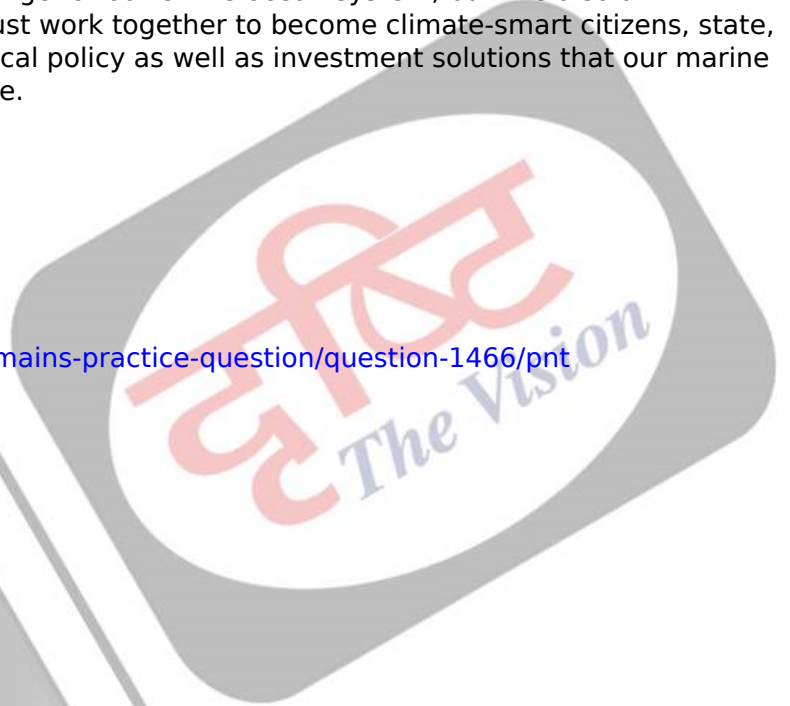 ust work together to become climate-smart citizens, state,
cal policy as well as investment solutions that our marine
e.
mains-practice-question/question-1466/pnt
दृष्टि
The Vision